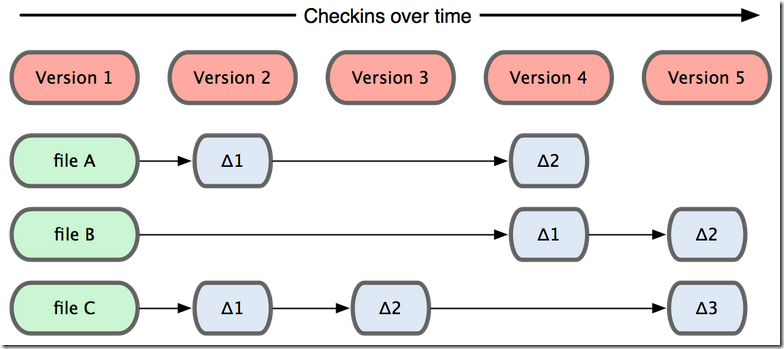 Checkins over time
Version 1 Version 2 Version 3 Version 4 Version 5
file A Δ1 Δ2
file B Δ1 Δ2
file C Δ1 Δ2 Δ3